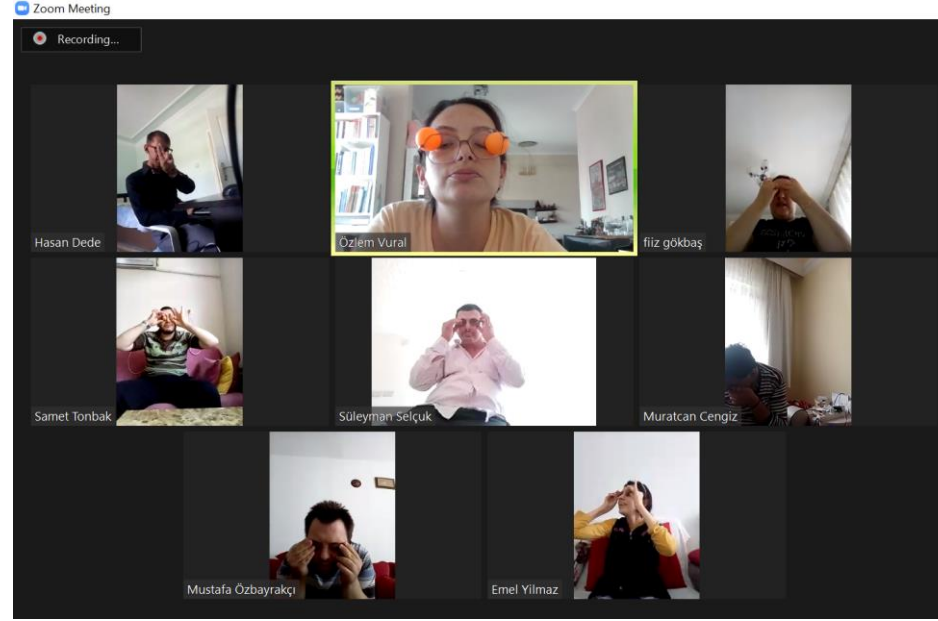 Zoom Meeting
Recording...
Hasan Dede
Özlem Vural
fiiz gökbaş
Samet Tonbak
Süleyman Selçuk
Muratcan Cengiz
Mustafa Özbayrakçı
Emel Yilmaz